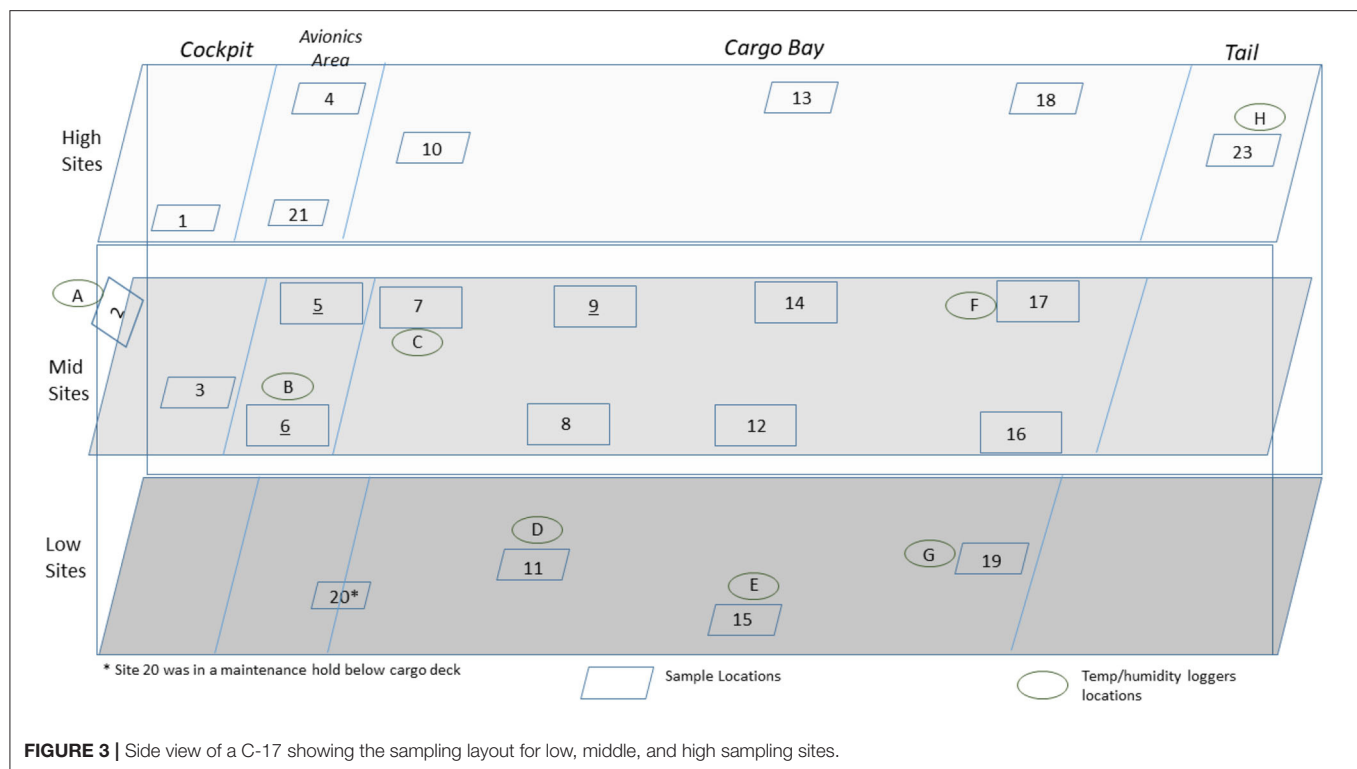 Cockpit
Avionics
Area
Cargo Bay
Tail
High
Sites
4
13
18
10
H
23
1
21
Mid
Sites
A
2
5
7
9
14
F
17
C
3
B
6
8
12
16
Low
Sites
D
11
G
19
20*
E
15
* Site 20 was in a maintenance hold below cargo deck
Sample Locations
Temp/humidity loggers
locations
FIGURE 3 | Side view of a C-17 showing the sampling layout for low, middle, and high sampling sites.